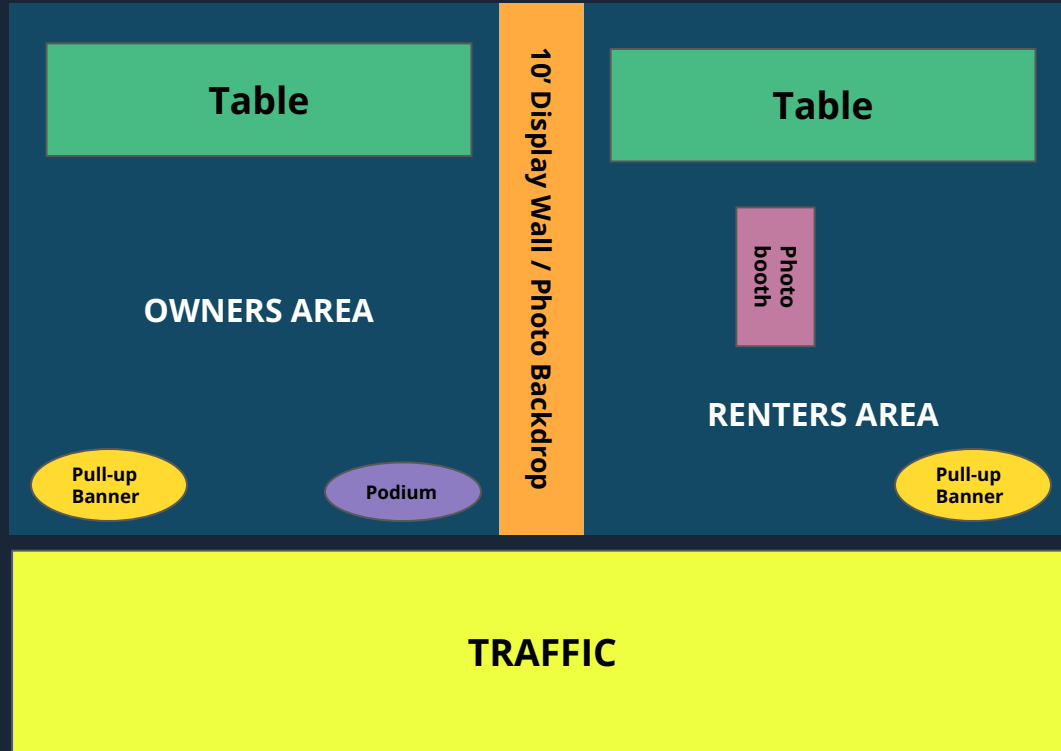 Table
10’ Display Wall / Photo Backdrop
Table
Photo
booth
OWNERS AREA
RENTERS AREA
Pull-up
Banner
Podium
Pull-up
Banner
TRAFFIC